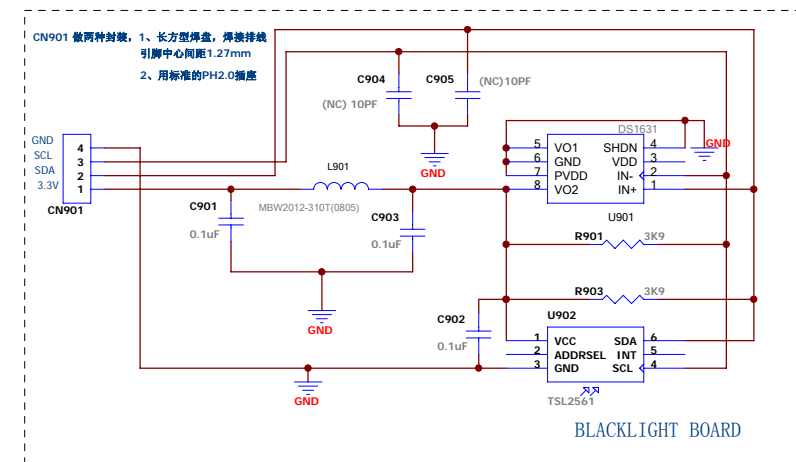 CN901 做两种封装，1、长方型焊盘，焊接排线
引脚中心间距1.27mm
2、用标准的PH2.0插座
C904
C905
(NC)10PF
(NC) 10PF
GND
DS1631
GND
5 VO1 SHDN 4
6 GND VDD 3
7 PVDD IN- 2
8 VO2 IN+ 1
U901
GND 4
SCL 3
SDA 2
3.3V 1
CN901
L901
MBW2012-310T(0805)
C901
0.1uF
C903
0.1uF
GND
R901 3K9
R903 3K9
C902
0.1uF
U902
1 VCC SDA 6
2 ADDRSEL INT 5
3 GND SCL 4
TSL2561
GND
BLACKLIGHT BOARD